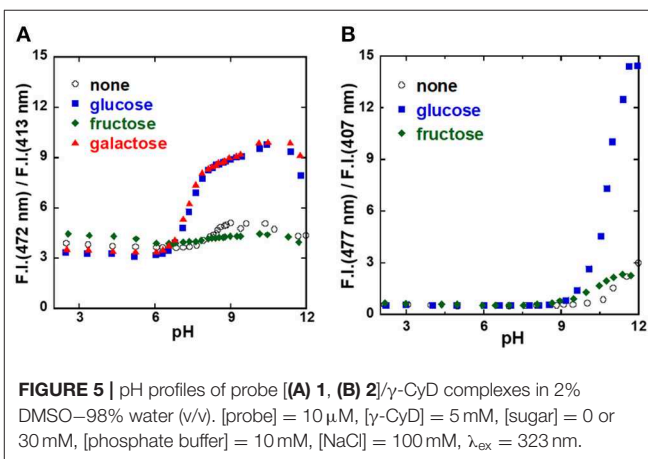 A
B
15
12
9
6
3
0
F.I.(472 nm) / F.I.(413 nm)
none
glucose
fructose
galactose
3
6
9
12
pH
15
12
9
6
3
0
F.I.(477 nm) / F.I.(407 nm)
none
glucose
fructose
3
6
9
12
pH
FIGURE 5 | pH profiles of probe [(A) 1, (B) 2]/γ-CyD complexes in 2%
DMSO–98% water (v/v). [probe] = 10 μM, [γ-CyD] = 5 mM, [sugar] = 0 or
30 mM, [phosphate buffer] = 10 mM, [NaCl] = 100 mM, λex = 323 nm.